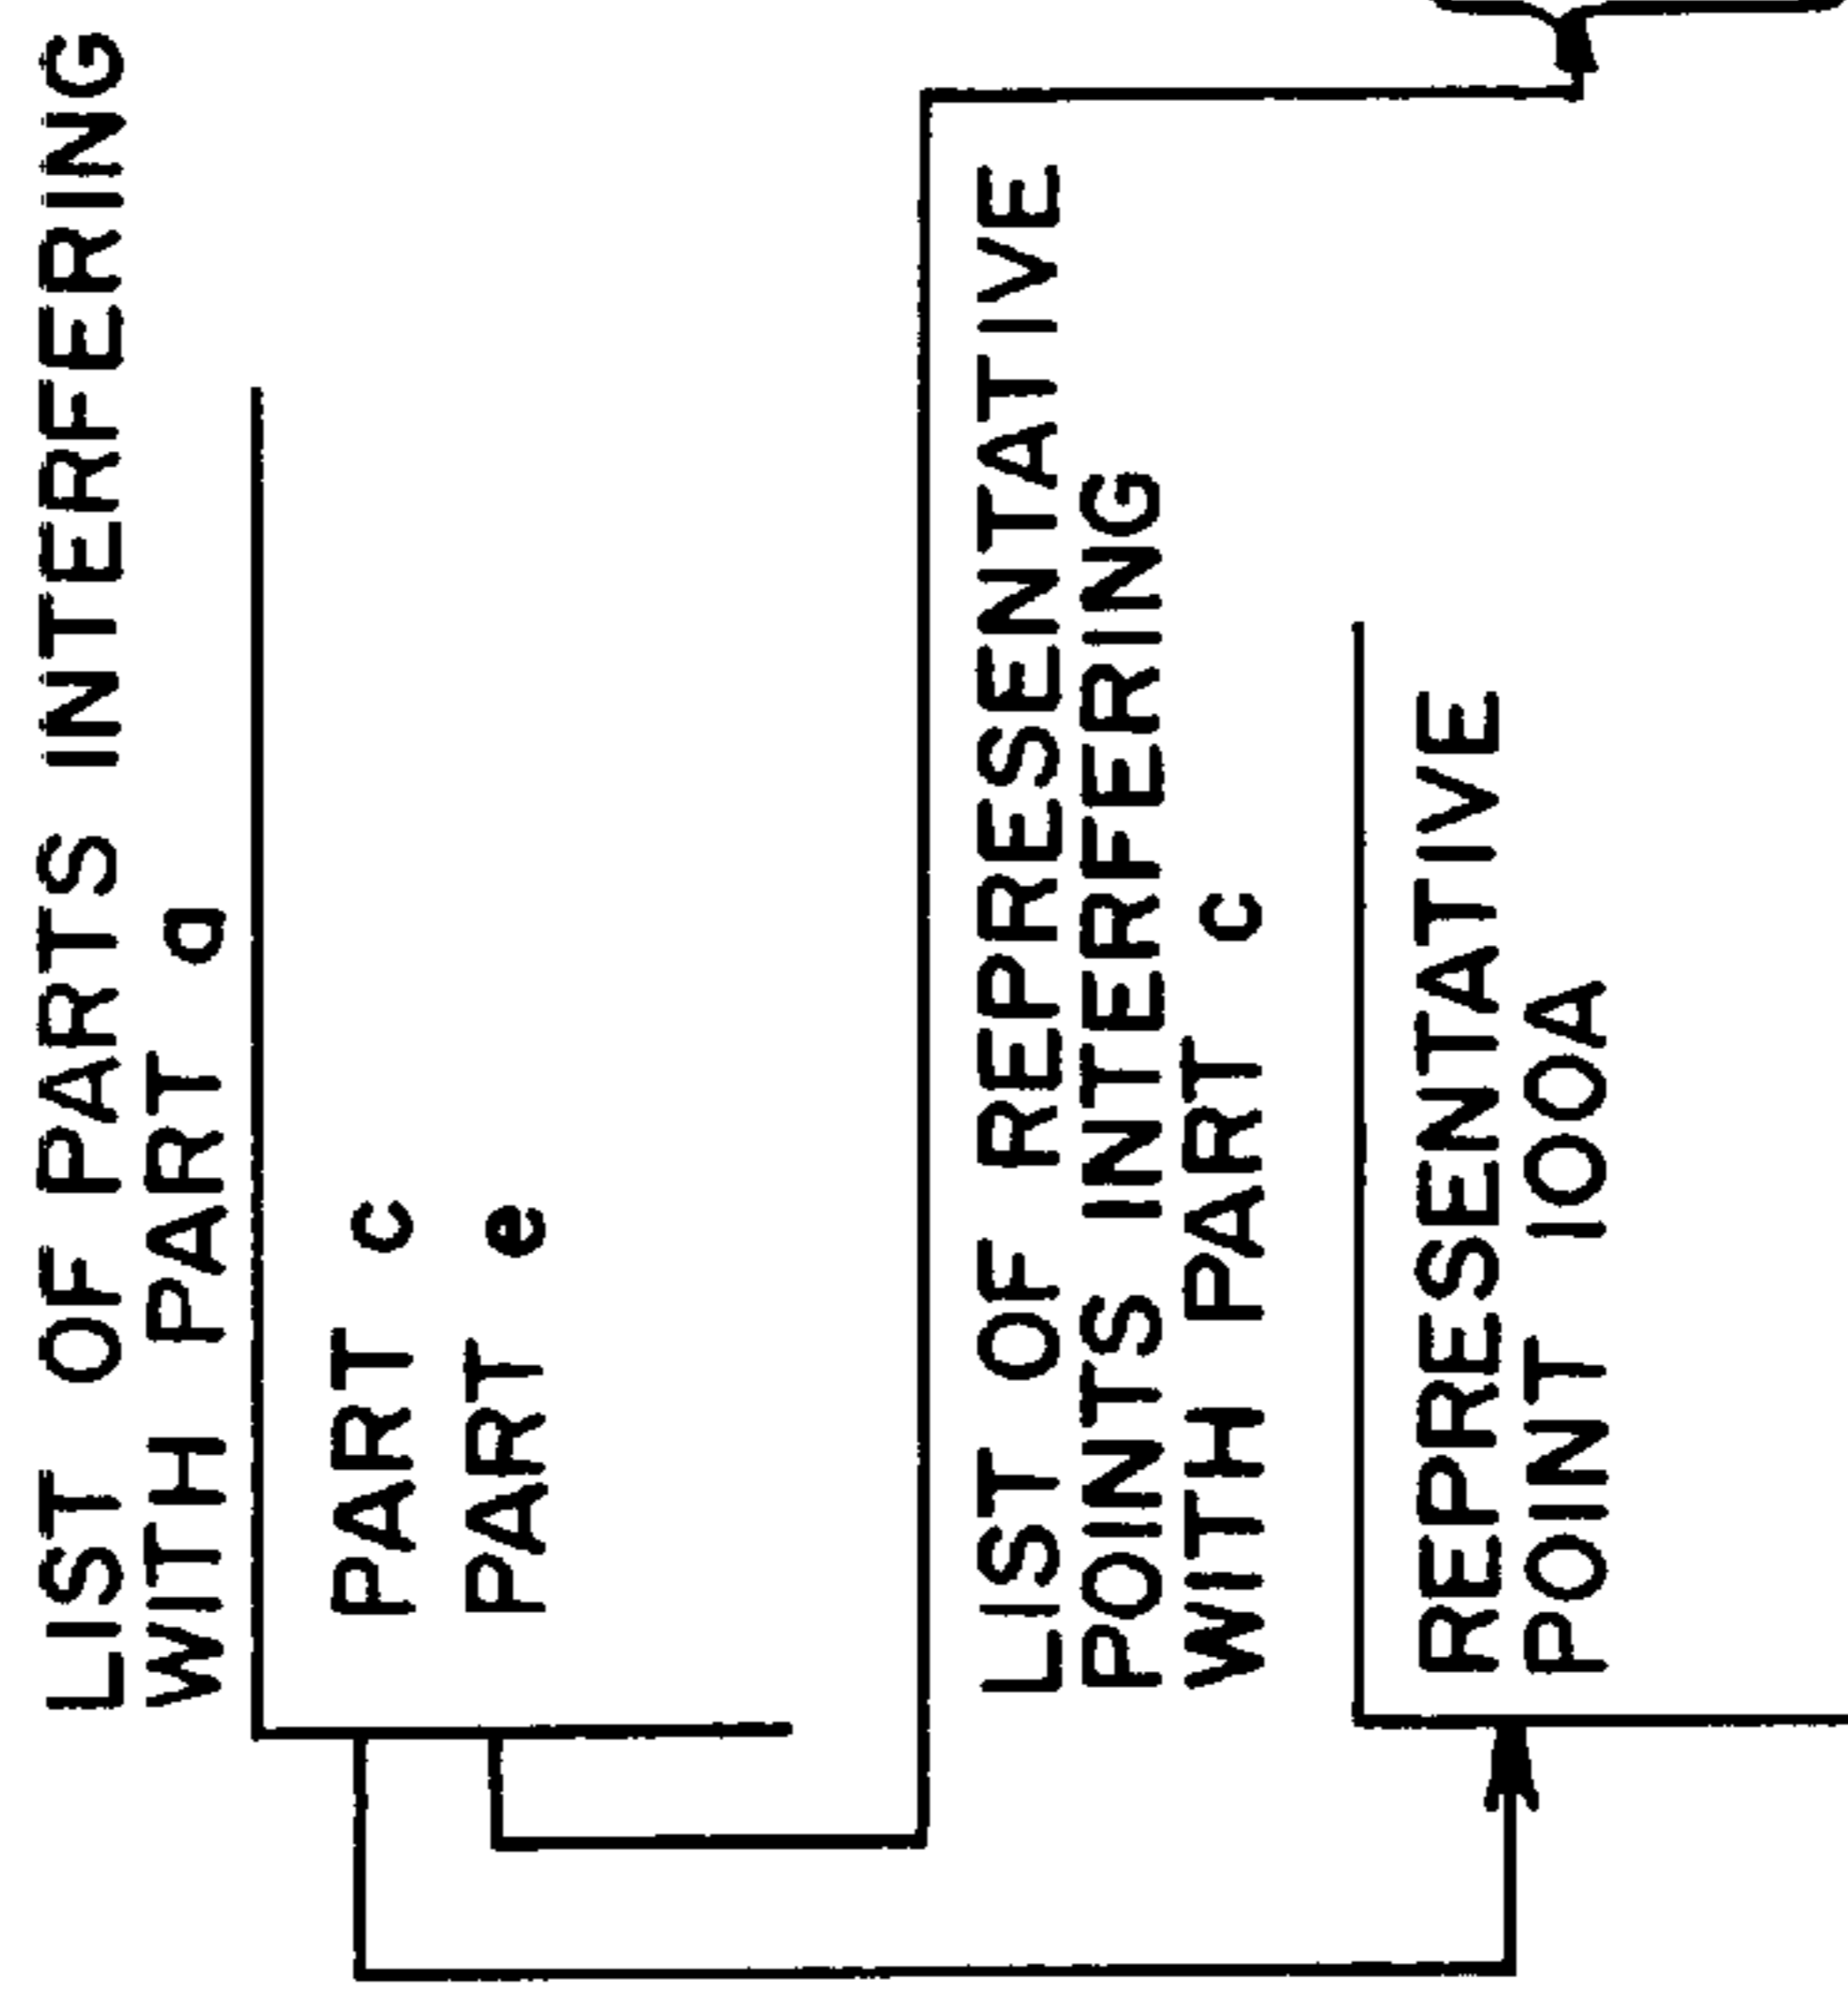 LIST OF PARTS INTERFERING
WITH PART a
PART c
PART e
LIST OF REPRESENTATIVE
POINTS INTERFERING
WITH PART c
REPRESENTATIVE
POINT 100A